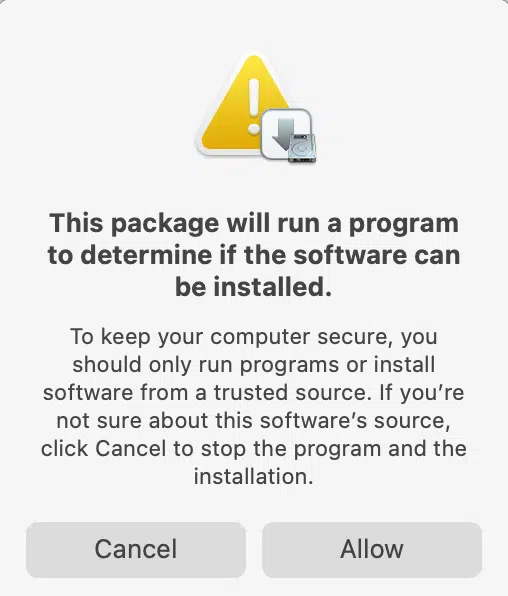 This package will run a program
to determine if the software can
be installed.
To keep your computer secure, you
should only run programs or install
software from a trusted source. If you’re
not sure about this software’s source,
click Cancel to stop the program and the
installation.
Cancel
Allow